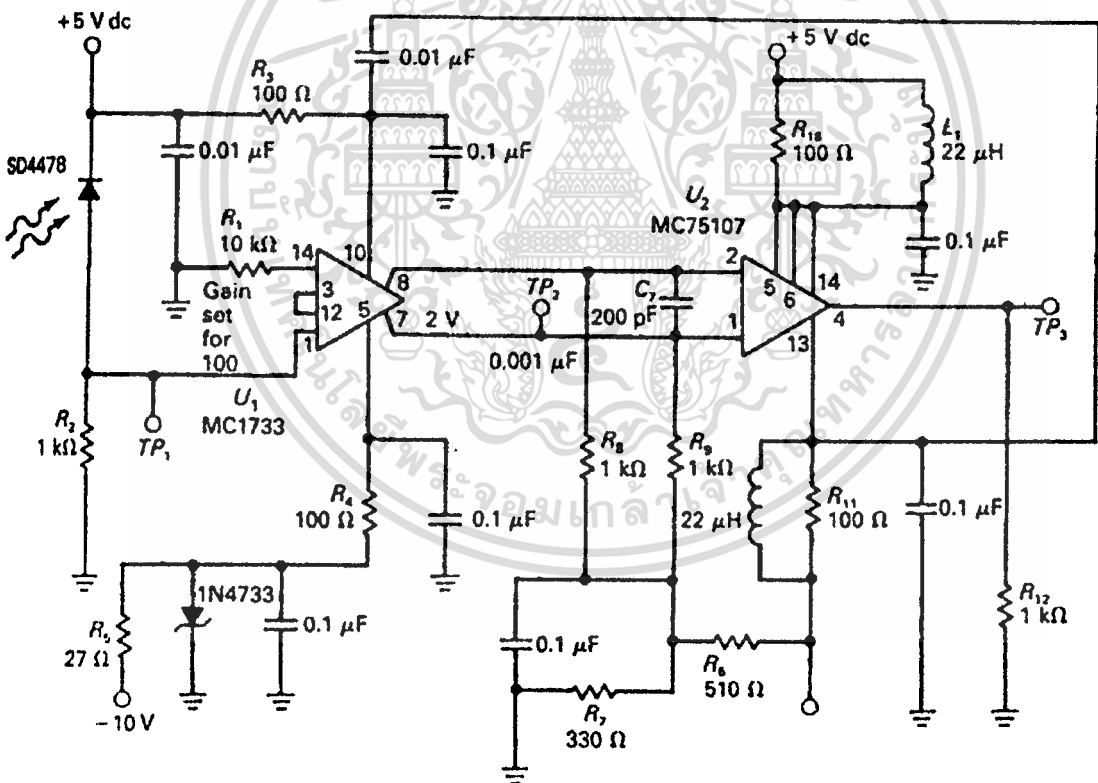 +5 V dc
0.01 μF
R₃
100 Ω
0.01 μF
0.1 μF
SD4478
R₁
10 kΩ
14
10
3
12
1
5
8
7
Gain
set
for
100
U₁
MC1733
R₂
1 kΩ
TP₁
2 V
TP₂
0.001 μF
C₇
200 pF
+5 V dc
R₁₈
100 Ω
L₁
22 μH
0.1 μF
U₂
MC75107
2
1
5
6
14
4
13
TP₃
R₈
1 kΩ
R₉
1 kΩ
22 μH
R₁₁
100 Ω
0.1 μF
R₁₂
1 kΩ
R₄
100 Ω
0.1 μF
1N4733
0.1 μF
R₅
27 Ω
−10 V
0.1 μF
R₆
510 Ω
R₇
330 Ω